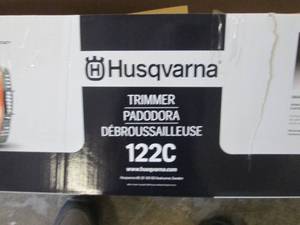 Husqvarna
TRIMMER
PADODORA
DÉBROUSSAILLEUSE
122C
www.husqvarna.com